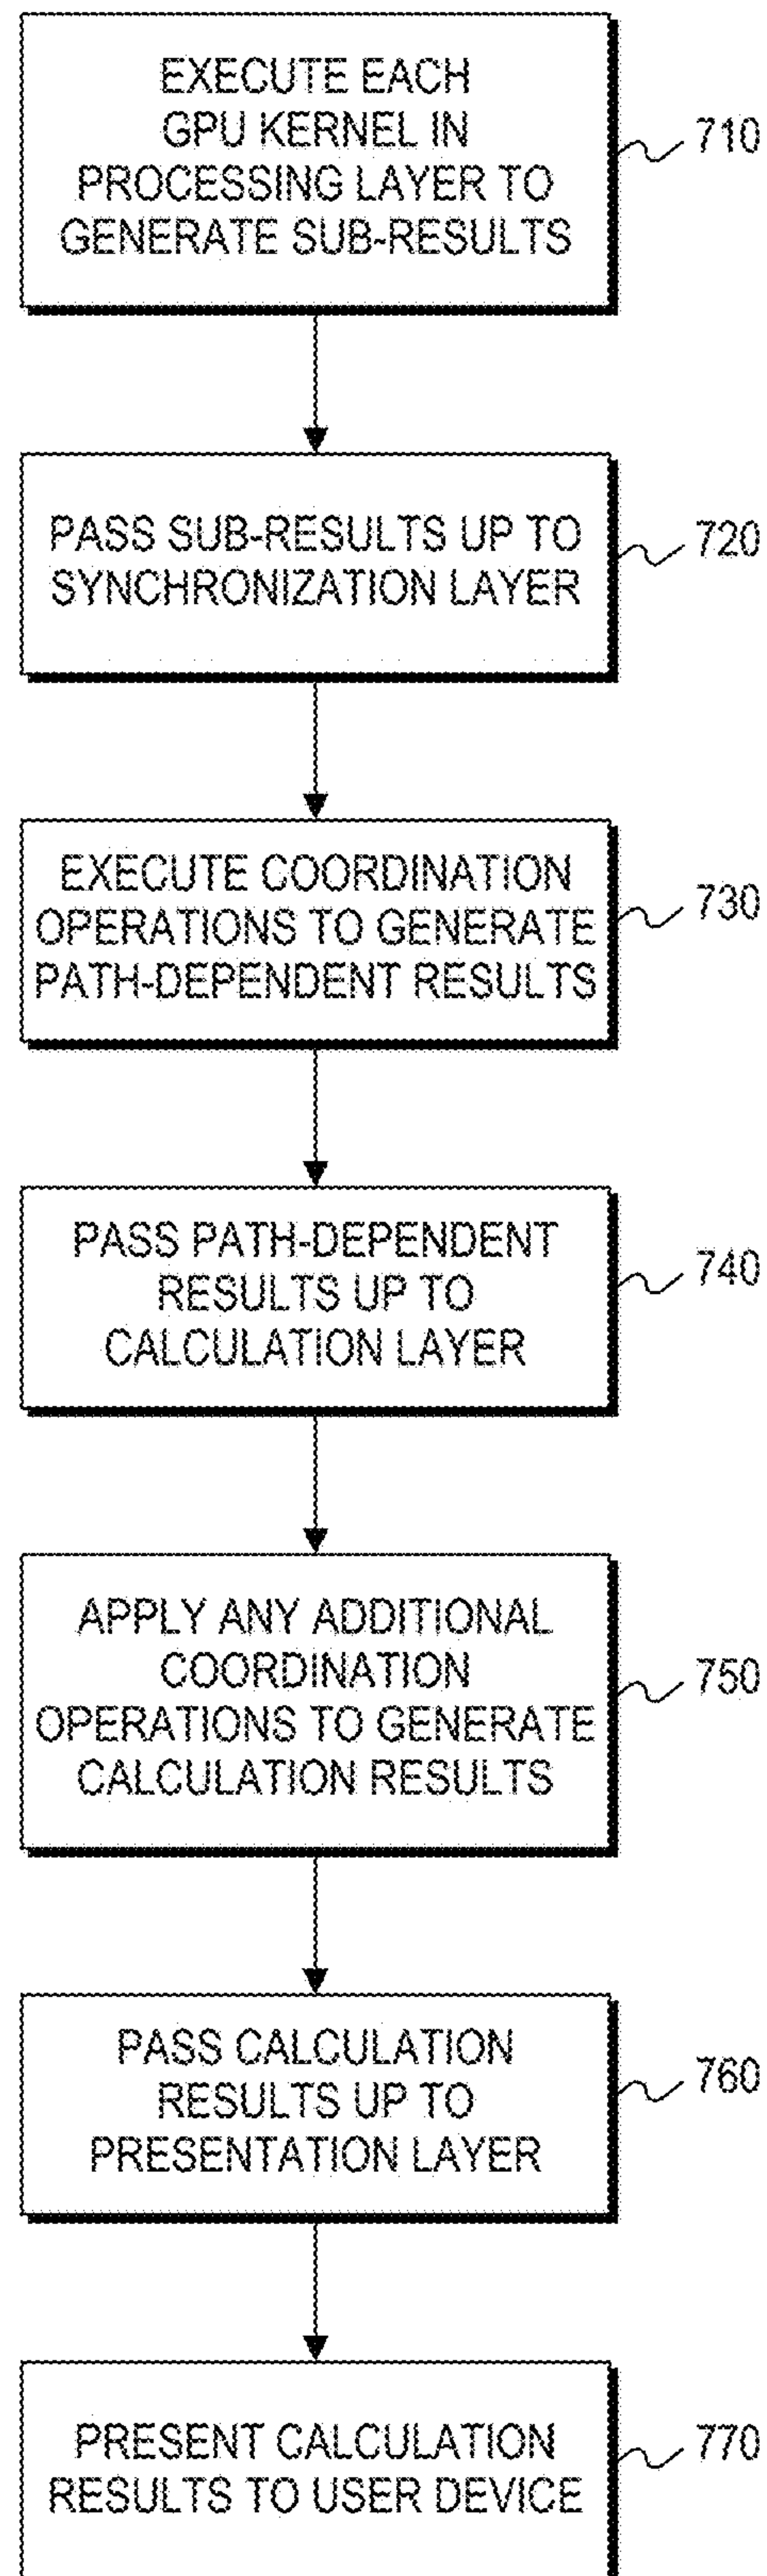 EXECUTE EACH
GPU KERNEL IN
PROCESSING LAYER TO
GENERATE SUB-RESULTS
710
PASS SUB-RESULTS UP TO
SYNCHRONIZATION LAYER
720
EXECUTE COORDINATION
OPERATIONS TO GENERATE
PATH-DEPENDENT RESULTS
730
PASS PATH-DEPENDENT
RESULTS UP TO
CALCULATION LAYER
740
APPLY ANY ADDITIONAL
COORDINATION
OPERATIONS TO GENERATE
CALCULATION RESULTS
750
PASS CALCULATION
RESULTS UP TO
PRESENTATION LAYER
760
PRESENT CALCULATION
RESULTS TO USER DEVICE
770